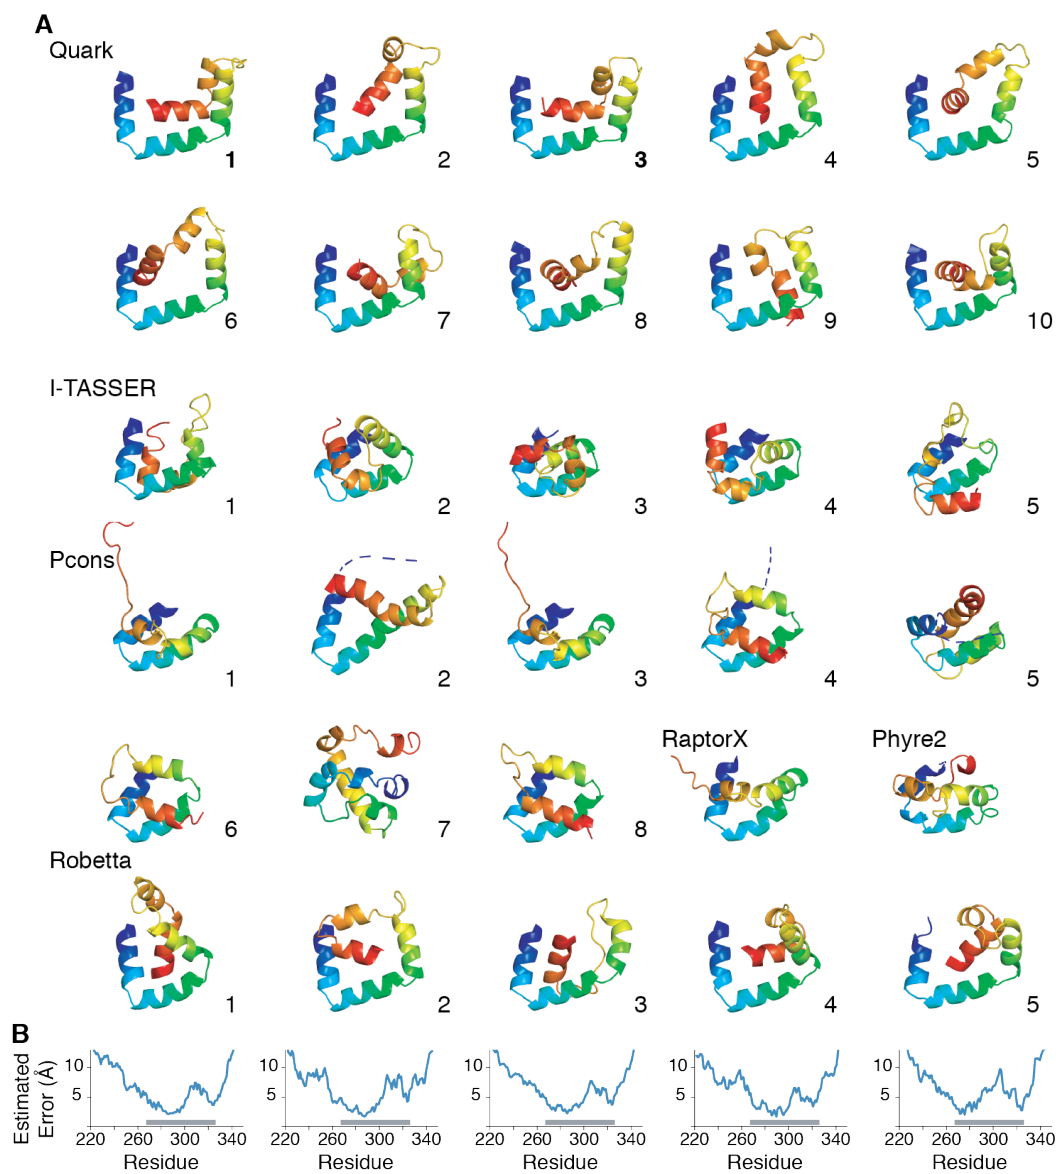 A
Quark
1 2 3 4 5
6 7 8 9 10
I-TASSER
1 2 3 4 5
Pcons
1 2 3 4 5
RaptorX Phyre2
6 7 8
Robetta
1 2 3 4 5
B
Estimated
Error (Å)
10 10 10 10 10
5 5 5 5 5
220 260 300 340 220 260 300 340 220 260 300 340 220 260 300 340 220 260 300 340
Residue Residue Residue Residue Residue